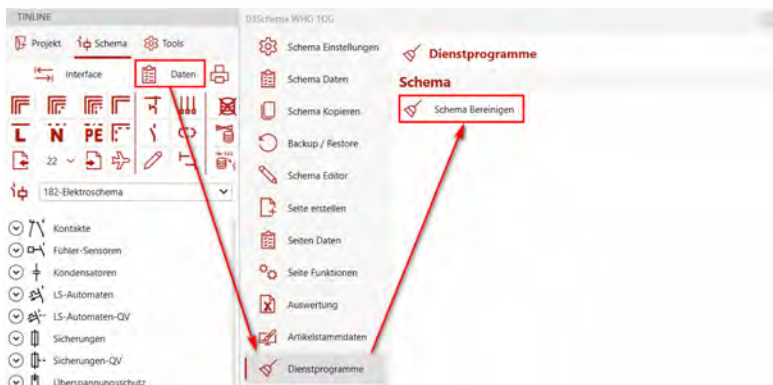 TINLINE
Projekt
Schema
Tools
Interface
Daten
L
N
PE
22
182-Elektroschema
Kontakte
Fühler-Sensoren
Kondensatoren
LS-Automaten
LS-Automaten-QV
Sicherungen
Sicherungen-QV
Überspannungsschutz
03Schema WHG 1OG
Schema Einstellungen
Schema Daten
Schema Kopieren
Backup / Restore
Schema Editor
Seite erstellen
Seiten Daten
Seite Funktionen
Auswertung
Artikelstammdaten
Dienstprogramme
Dienstprogramme
Schema
Schema Bereinigen